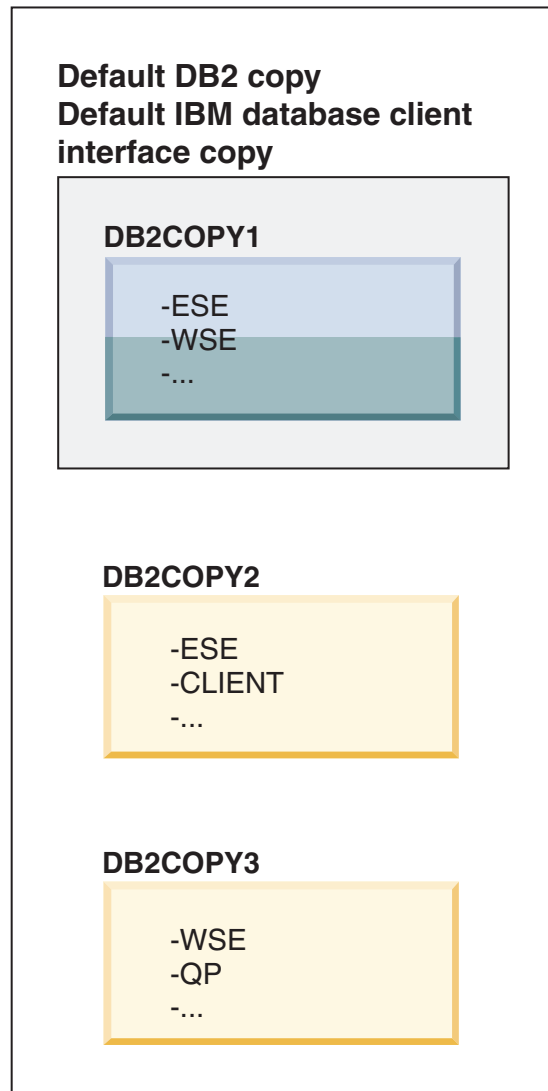 Default DB2 copy
Default IBM database client
interface copy
DB2COPY1
-ESE
-WSE
-...
DB2COPY2
-ESE
-CLIENT
-...
DB2COPY3
-WSE
-QP
-...